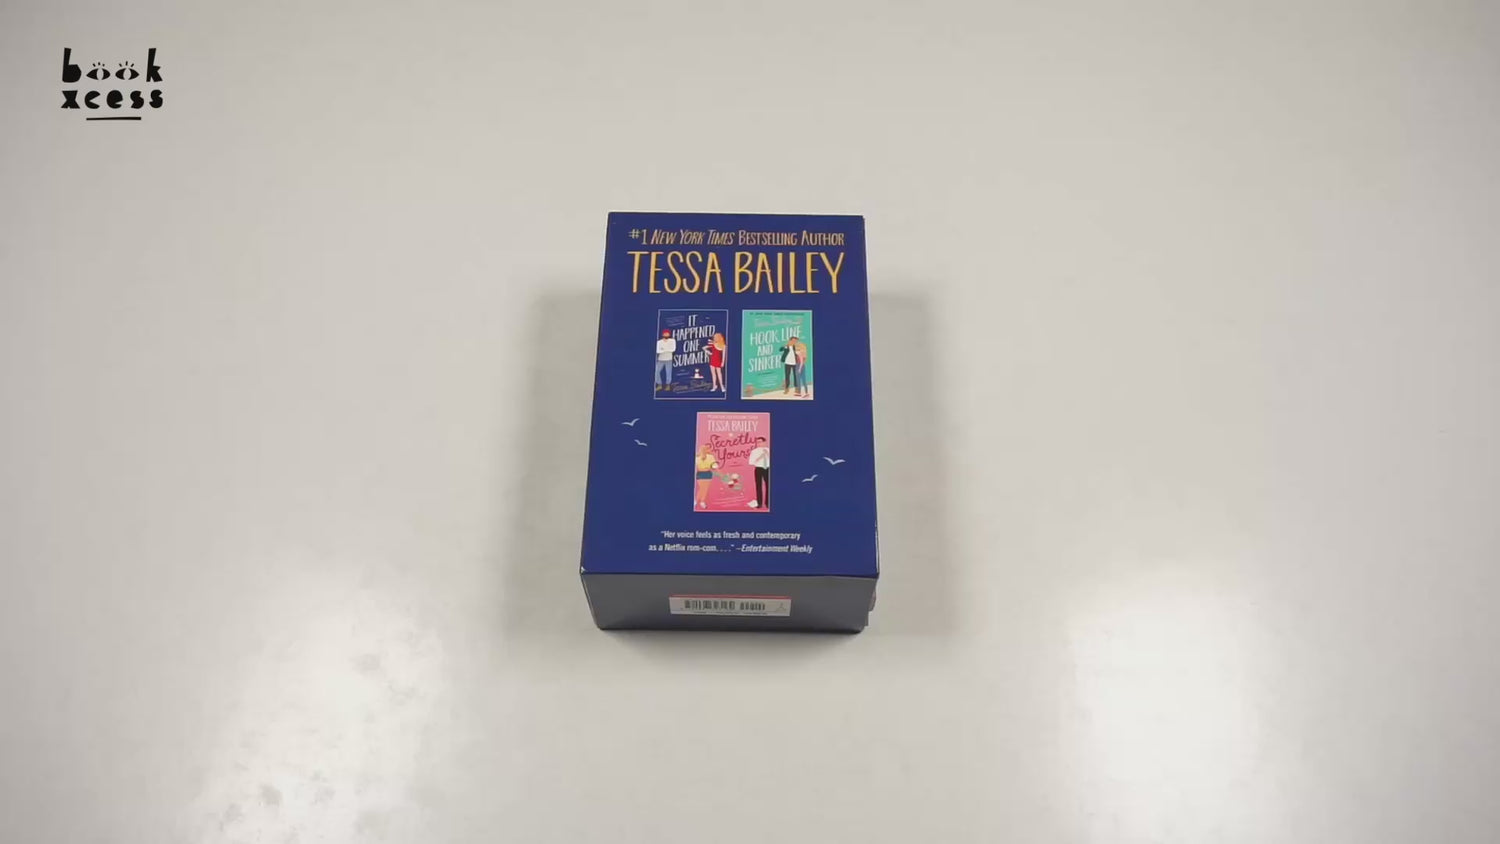 book
xcess
#1 NEW YORK TIMES BESTSELLING AUTHOR
TESSA BAILEY
IT
HAPPENED
ONE
SUMMER
HOOK, LINE,
AND
SINKER
TESSA BAILEY
Secretly
Yours
"Her voice feels as fresh and contemporary
as a Netflix rom-com. . . ." —Entertainment Weekly